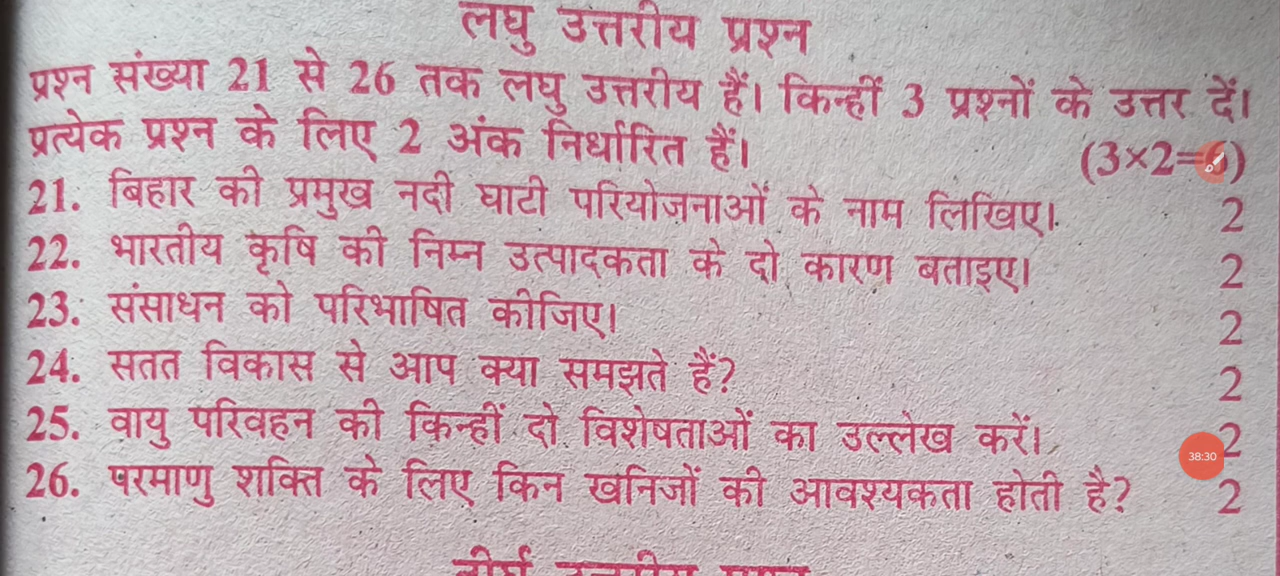 लघु उत्तरीय प्रश्न
प्रश्न संख्या 21 से 26 तक लघु उत्तरीय हैं। किन्हीं 3 प्रश्नों के उत्तर दें।
प्रत्येक प्रश्न के लिए 2 अंक निर्धारित हैं। (3×2=6)
21. बिहार की प्रमुख नदी घाटी परियोजनाओं के नाम लिखिए। 2
22. भारतीय कृषि की निम्न उत्पादकता के दो कारण बताइए। 2
23. संसाधन को परिभाषित कीजिए। 2
24. सतत विकास से आप क्या समझते हैं? 2
25. वायु परिवहन की किन्हीं दो विशेषताओं का उल्लेख करें। 2
38:30
26. परमाणु शक्ति के लिए किन खनिजों की आवश्यकता होती है? 2